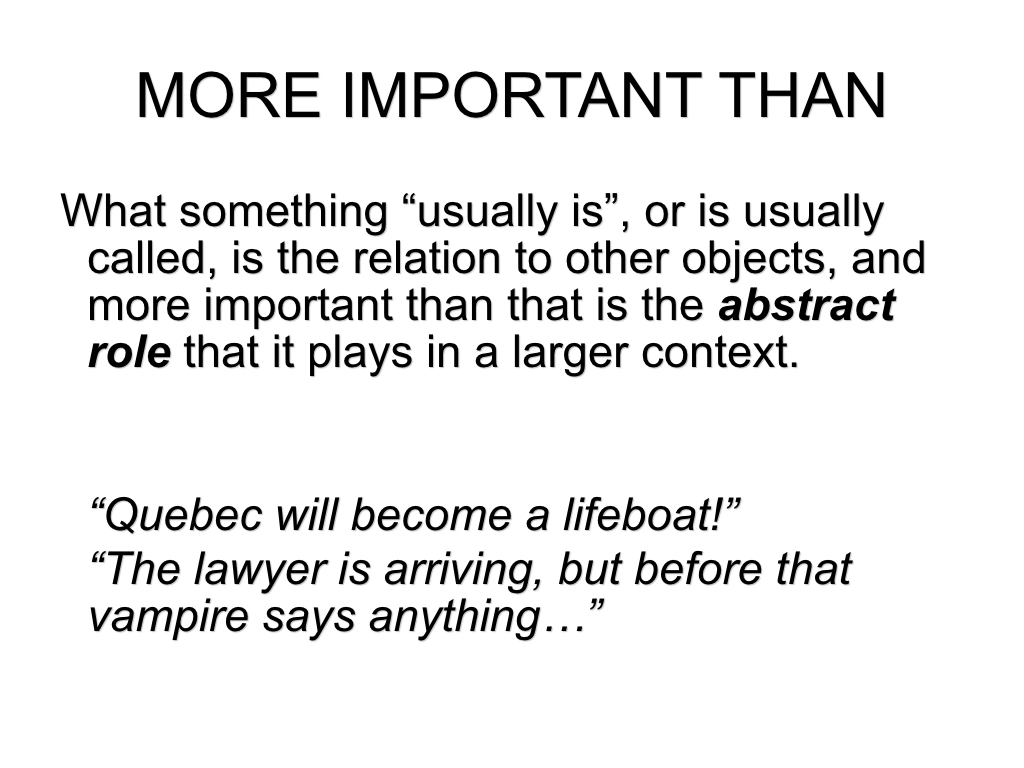 MORE IMPORTANT THAN
What something “usually is”, or is usually
called, is the relation to other objects, and
more important than that is the abstract
role that it plays in a larger context.
“Quebec will become a lifeboat!”
“The lawyer is arriving, but before that
vampire says anything…”